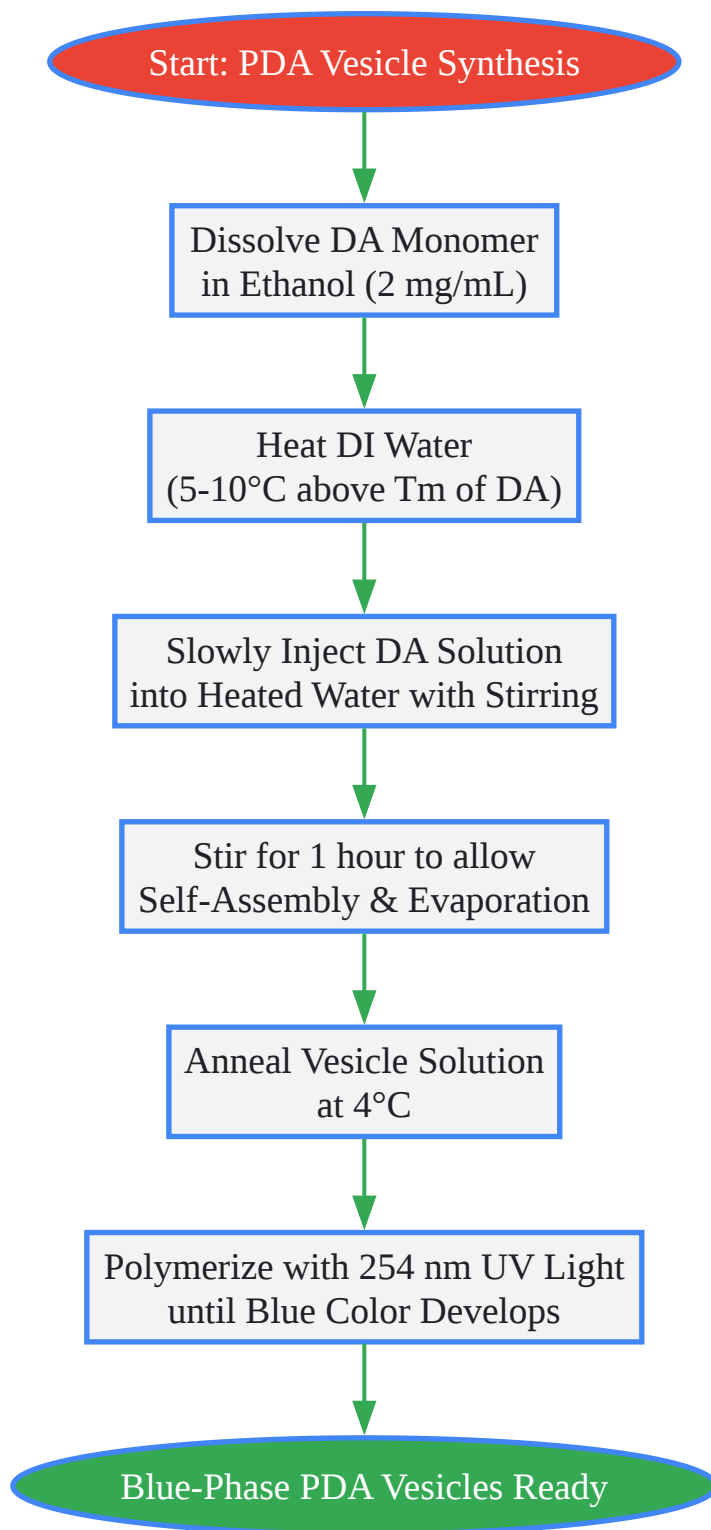 Start: PDA Vesicle Synthesis
Dissolve DA Monomer
in Ethanol (2 mg/mL)
Heat DI Water
(5-10°C above Tm of DA)
Slowly Inject DA Solution
into Heated Water with Stirring
Stir for 1 hour to allow
Self-Assembly & Evaporation
Anneal Vesicle Solution
at 4°C
Polymerize with 254 nm UV Light
until Blue Color Develops
Blue-Phase PDA Vesicles Ready